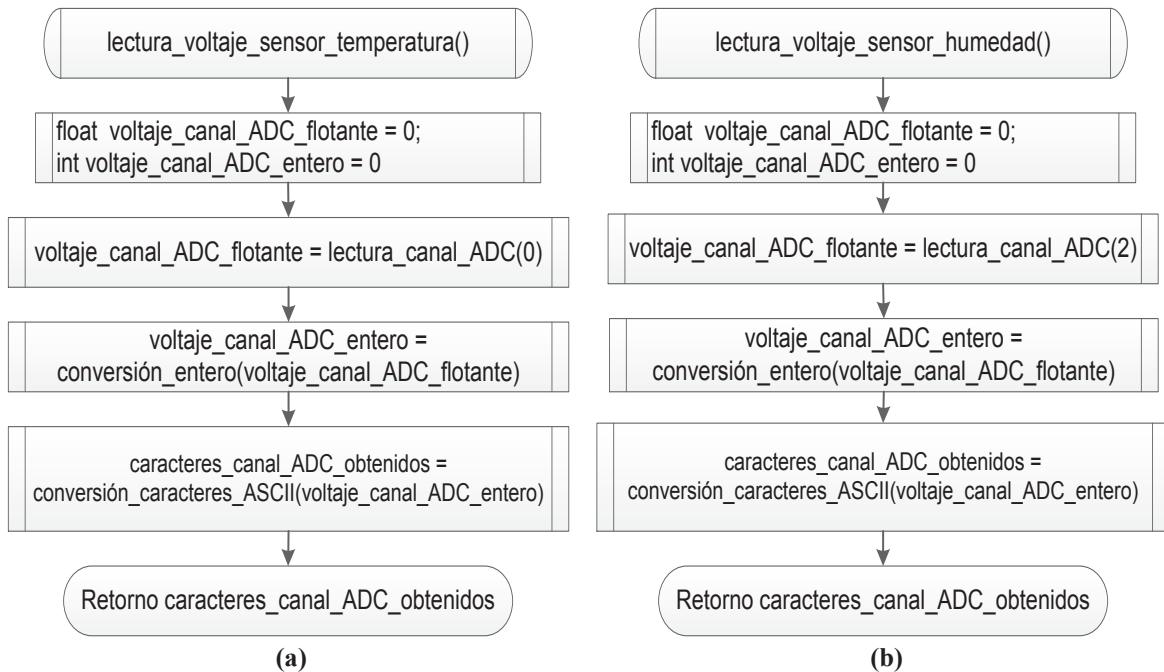 lectura_voltaje_sensor_temperatura()
float voltaje_canal_ADC_flotante = 0;
int voltaje_canal_ADC_entero = 0
voltaje_canal_ADC_flotante = lectura_canal_ADC(0)
voltaje_canal_ADC_entero =
conversión_entero(voltaje_canal_ADC_flotante)
caracteres_canal_ADC_obtenidos =
conversión_caracteres_ASCII(voltaje_canal_ADC_entero)
Retorno caracteres_canal_ADC_obtenidos
(a)
lectura_voltaje_sensor_humedad()
float voltaje_canal_ADC_flotante = 0;
int voltaje_canal_ADC_entero = 0
voltaje_canal_ADC_flotante = lectura_canal_ADC(2)
voltaje_canal_ADC_entero =
conversión_entero(voltaje_canal_ADC_flotante)
caracteres_canal_ADC_obtenidos =
conversión_caracteres_ASCII(voltaje_canal_ADC_entero)
Retorno caracteres_canal_ADC_obtenidos
(b)